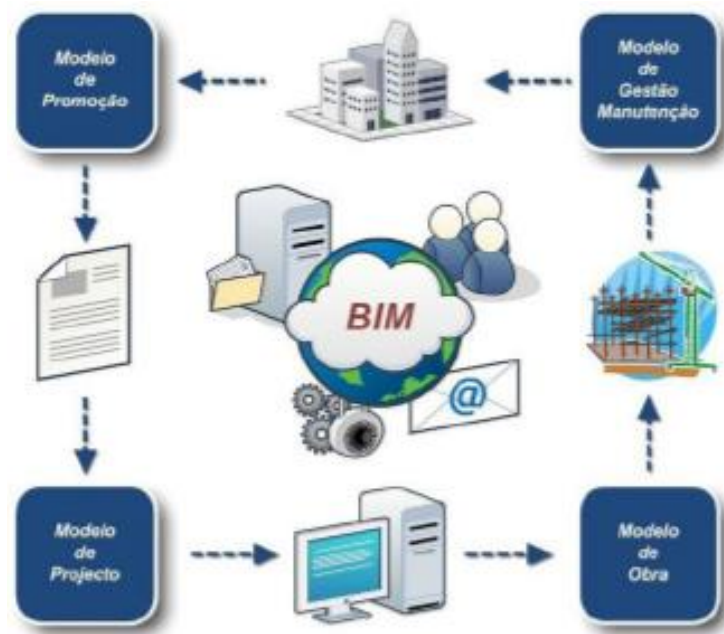 Modelo
de
Promoção
Modelo
de
Gestão
Manutenção
BIM
@
Modelo
de
Projecto
Modelo
de
Obra